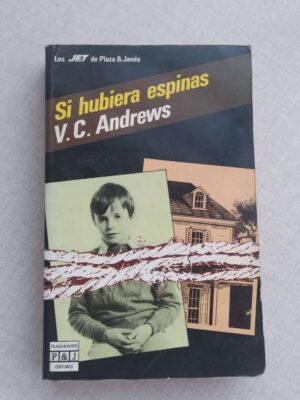 Los JET de Plaza & Janés
Si hubiera espinas
V. C. Andrews
PLAZA & JANES
P&J
EDITORES